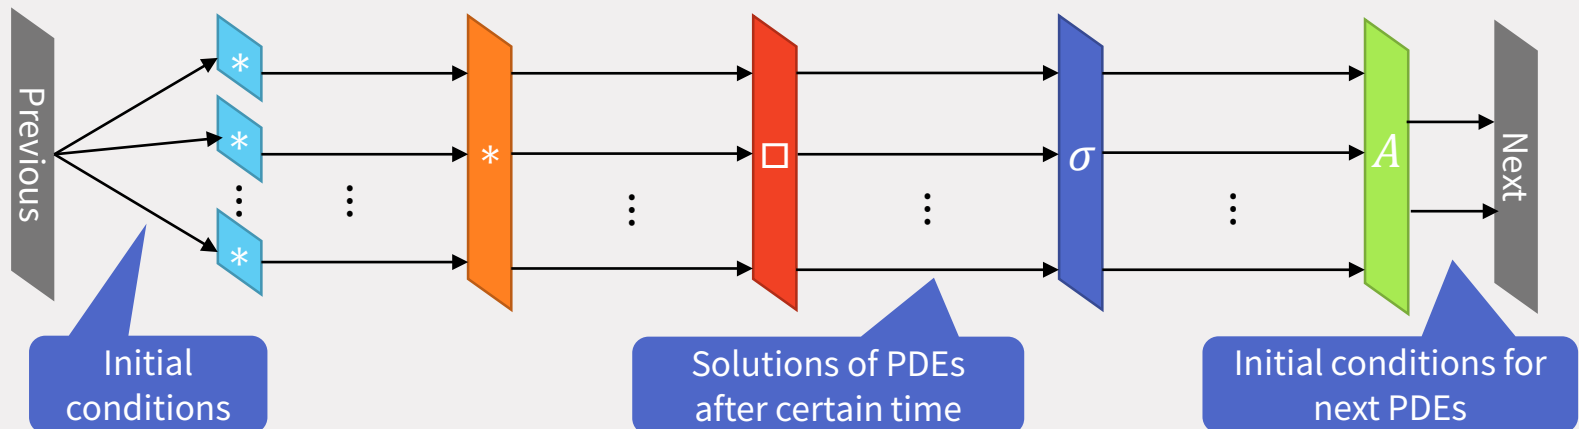 Previous
*
*
*
*
□
σ
A
Next
Initial
conditions
Solutions of PDEs
after certain time
Initial conditions for
next PDEs